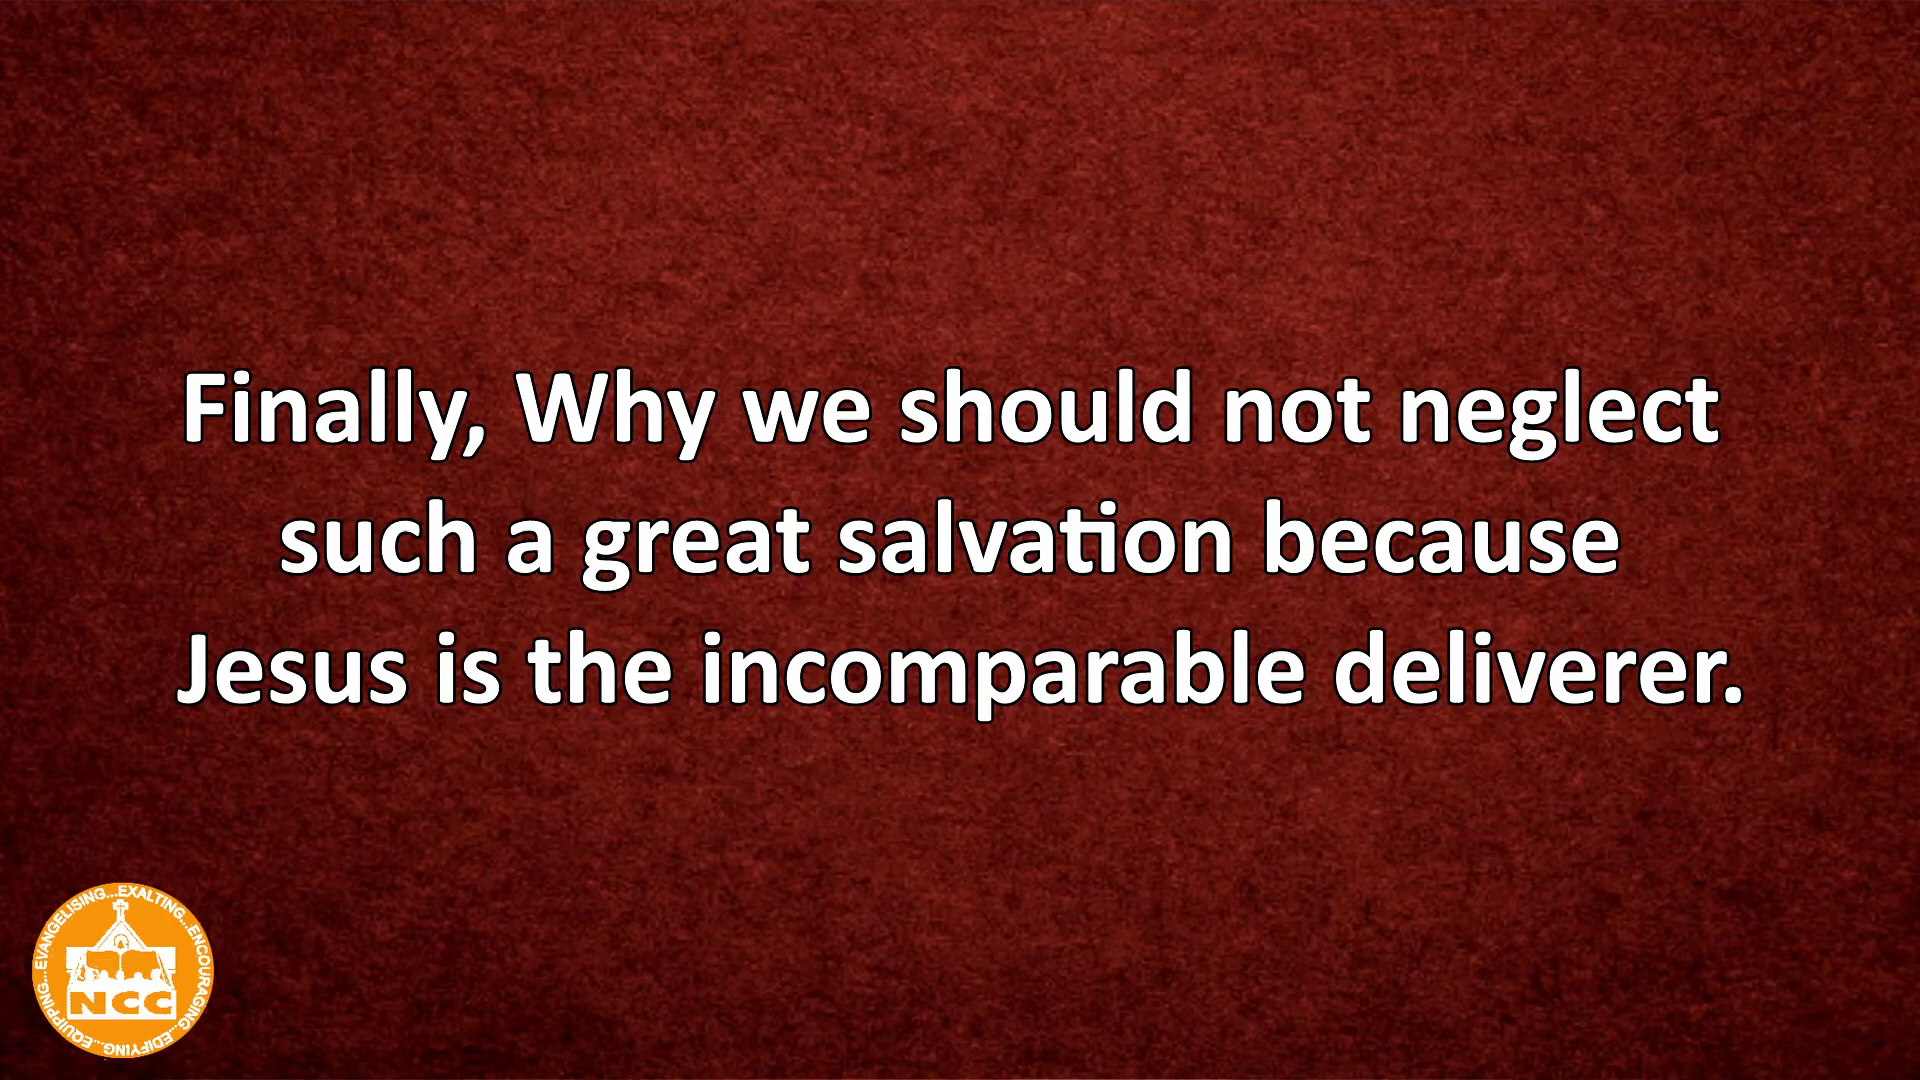 Finally, Why we should not neglect
such a great salvation because
Jesus is the incomparable deliverer.
EVANGELISING...EXALTING...ENCOURAGING...EDIFYING...EQUIPPING...
NCC